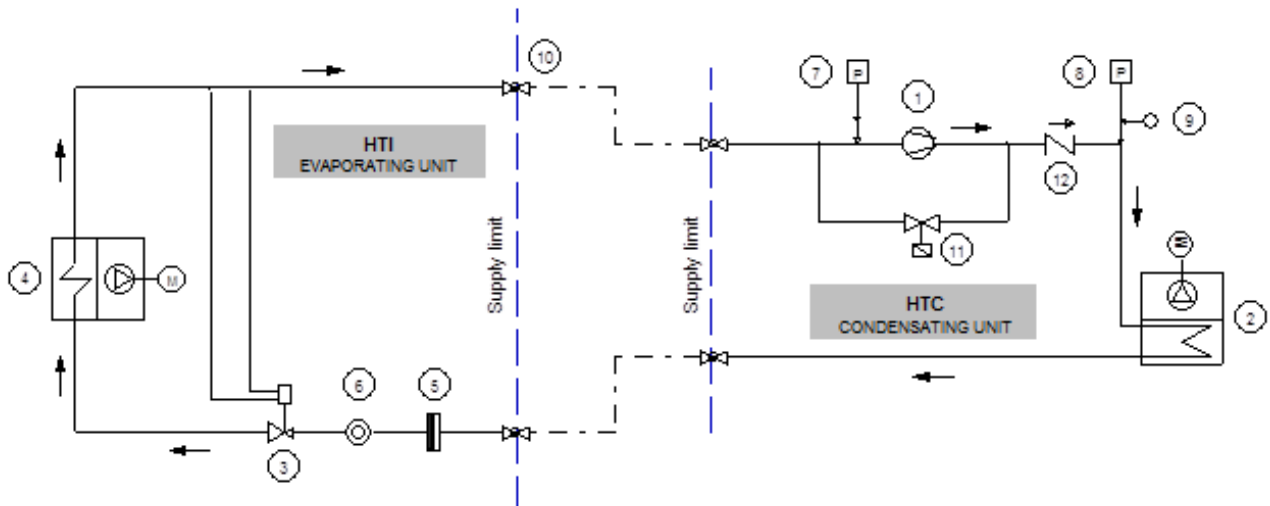 10
7
P
1
8
P
9
HTI
EVAPORATING UNIT
12
Supply limit
Supply limit
11
4
M
M
HTC
CONDENSATING UNIT
2
6
5
3